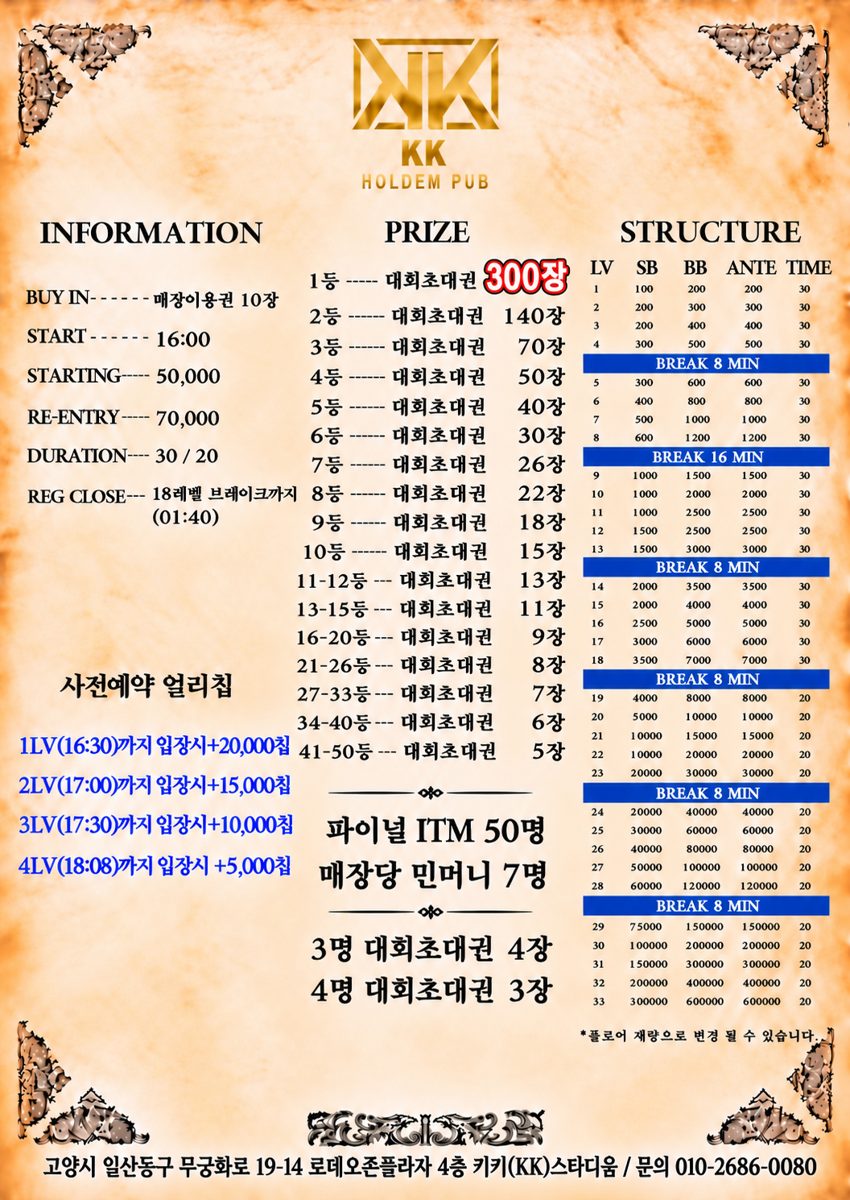 KK
HOLDEM PUB
INFORMATION
BUY IN- - - - - - 매장이용권 10장
START - - - - - - 16:00
STARTING----- 50,000
RE-ENTRY----- 70,000
DURATION---- 30 / 20
REG CLOSE--- 18레벨 브레이크까지
(01:40)
사전예약 얼리칩
1LV(16:30)까지 입장시+20,000칩
2LV(17:00)까지 입장시+15,000칩
3LV(17:30)까지 입장시+10,000칩
4LV(18:08)까지 입장시 +5,000칩
PRIZE
1등 ----- 대회초대권 300장
2등 ------ 대회초대권 140장
3등 ------ 대회초대권 70장
4등 ------ 대회초대권 50장
5등 ------ 대회초대권 40장
6등 ------ 대회초대권 30장
7등 ------ 대회초대권 26장
8등 ------ 대회초대권 22장
9등 ------ 대회초대권 18장
10등 ------ 대회초대권 15장
11-12등 --- 대회초대권 13장
13-15등 --- 대회초대권 11장
16-20등 --- 대회초대권 9장
21-26등 --- 대회초대권 8장
27-33등 --- 대회초대권 7장
34-40등 --- 대회초대권 6장
41-50등 --- 대회초대권 5장
파이널 ITM 50명
매장당 민머니 7명
3명 대회초대권 4장
4명 대회초대권 3장
STRUCTURE
LV SB BB ANTE TIME
1 100 200 200 30
2 200 300 300 30
3 200 400 400 30
4 300 500 500 30
BREAK 8 MIN
5 300 600 600 30
6 400 800 800 30
7 500 1000 1000 30
8 600 1200 1200 30
BREAK 16 MIN
9 1000 1500 1500 30
10 1000 2000 2000 30
11 1000 2500 2500 30
12 1500 2500 2500 30
13 1500 3000 3000 30
BREAK 8 MIN
14 2000 3500 3500 30
15 2000 4000 4000 30
16 2500 5000 5000 30
17 3000 6000 6000 30
18 3500 7000 7000 30
BREAK 8 MIN
19 4000 8000 8000 20
20 5000 10000 10000 20
21 10000 15000 15000 20
22 10000 20000 20000 20
23 20000 30000 30000 20
BREAK 8 MIN
24 20000 40000 40000 20
25 30000 60000 60000 20
26 40000 80000 80000 20
27 50000 100000 100000 20
28 60000 120000 120000 20
BREAK 8 MIN
29 75000 150000 150000 20
30 100000 200000 200000 20
31 150000 300000 300000 20
32 200000 400000 400000 20
33 300000 600000 600000 20
*플로어 재량으로 변경 될 수 있습니다.
고양시 일산동구 무궁화로 19-14 로데오존플라자 4층 키키(KK)스타디움 / 문의 010-2686-0080